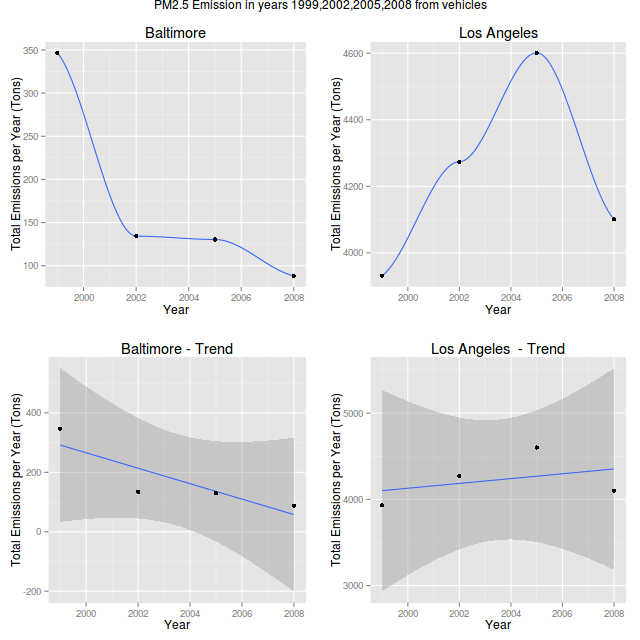 PM2.5 Emission in years 1999,2002,2005,2008 from vehicles
Baltimore
Total Emissions per Year (Tons)
350
300
250
200
150
100
2000
2002
2004
2006
2008
Year
Los Angeles
Total Emissions per Year (Tons)
4600
4400
4200
4000
2000
2002
2004
2006
2008
Year
Baltimore - Trend
Total Emissions per Year (Tons)
400
200
0
-200
2000
2002
2004
2006
2008
Year
Los Angeles  - Trend
Total Emissions per Year (Tons)
5000
4000
3000
2000
2002
2004
2006
2008
Year